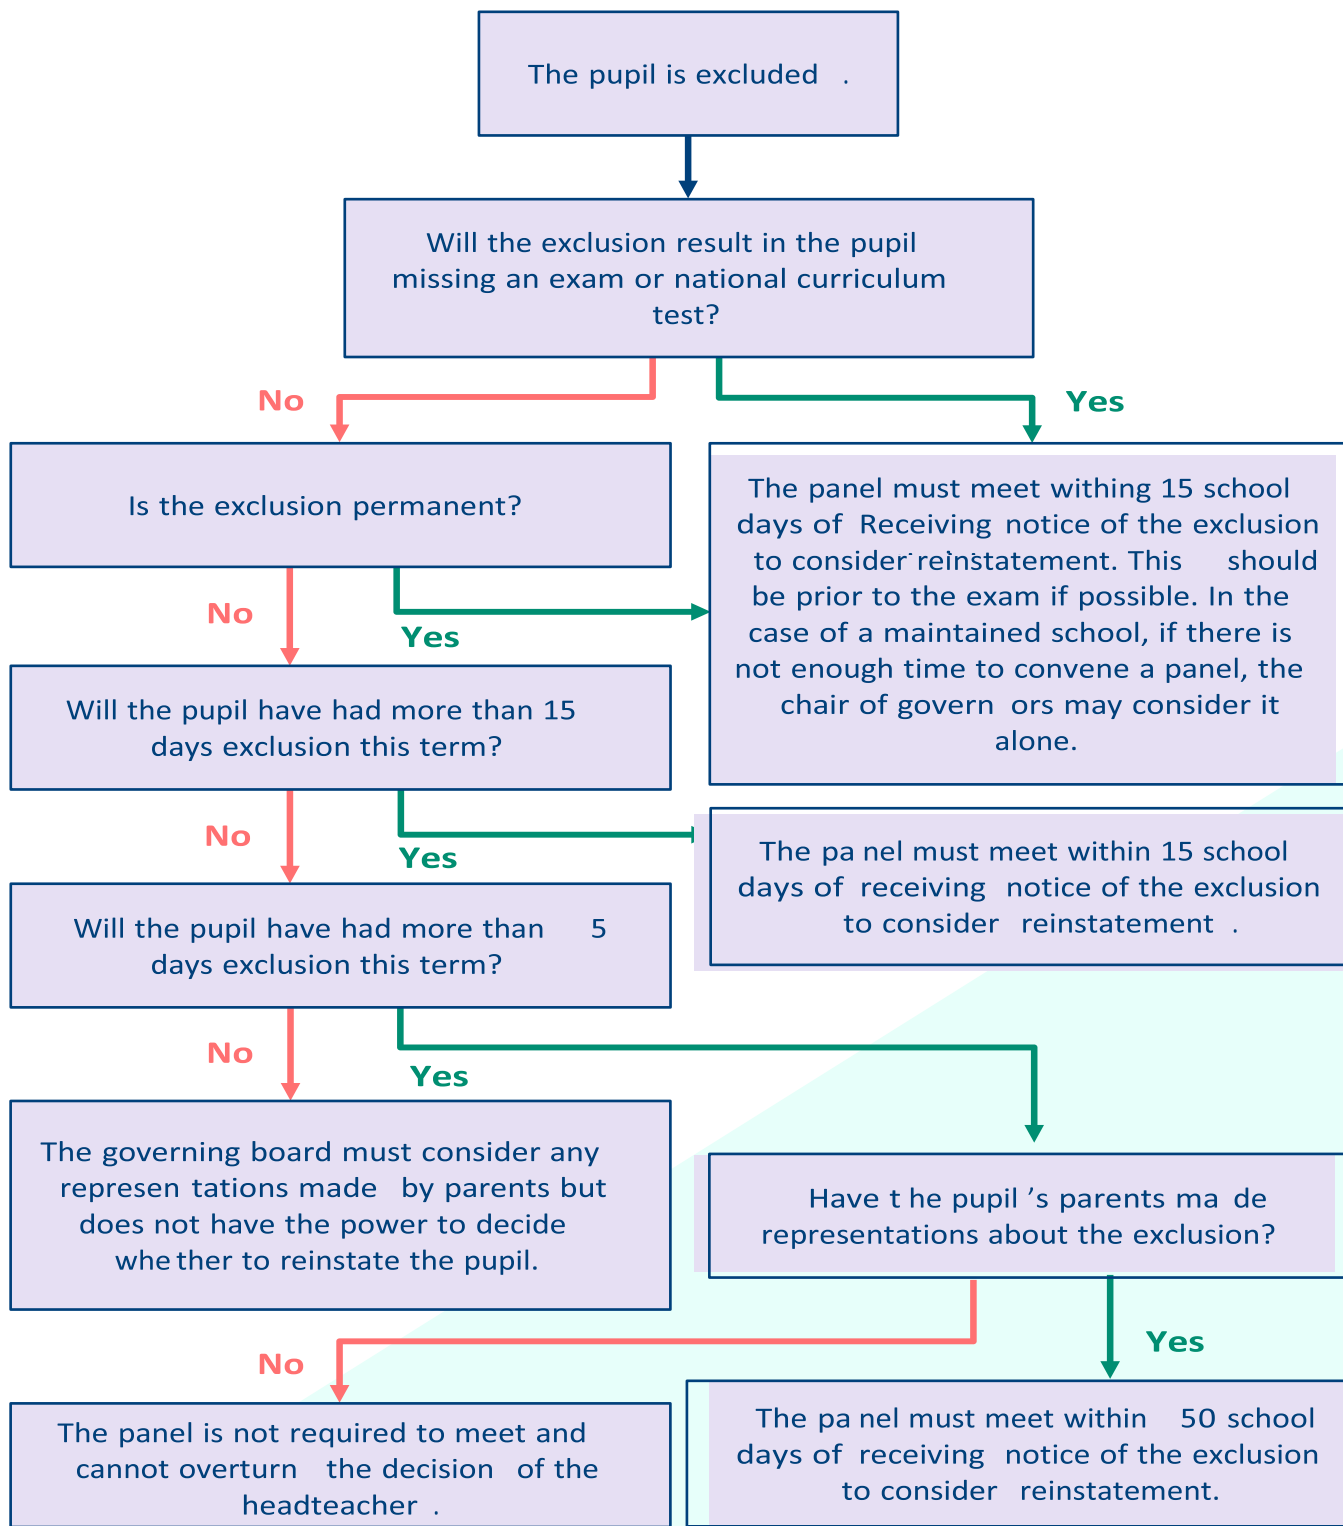 The pupil is excluded .
Will the exclusion result in the pupil
missing an exam or national curriculum
test?
No
Yes
Is the exclusion permanent?
The panel must meet withing 15 school
days of Receiving notice of the exclusion
to consider reinstatement. This should
be prior to the exam if possible. In the
case of a maintained school, if there is
not enough time to convene a panel, the
chair of govern ors may consider it
alone.
No
Yes
Will the pupil have had more than 15
days exclusion this term?
No
Yes
The pa nel must meet within 15 school
days of receiving notice of the exclusion
to consider reinstatement .
Will the pupil have had more than 5
days exclusion this term?
No
Yes
The governing board must consider any
represen tations made by parents but
does not have the power to decide
whe ther to reinstate the pupil.
Have t he pupil ’s parents ma de
representations about the exclusion?
No
Yes
The panel is not required to meet and
cannot overturn the decision of the
headteacher .
The pa nel must meet within 50 school
days of receiving notice of the exclusion
to consider reinstatement.